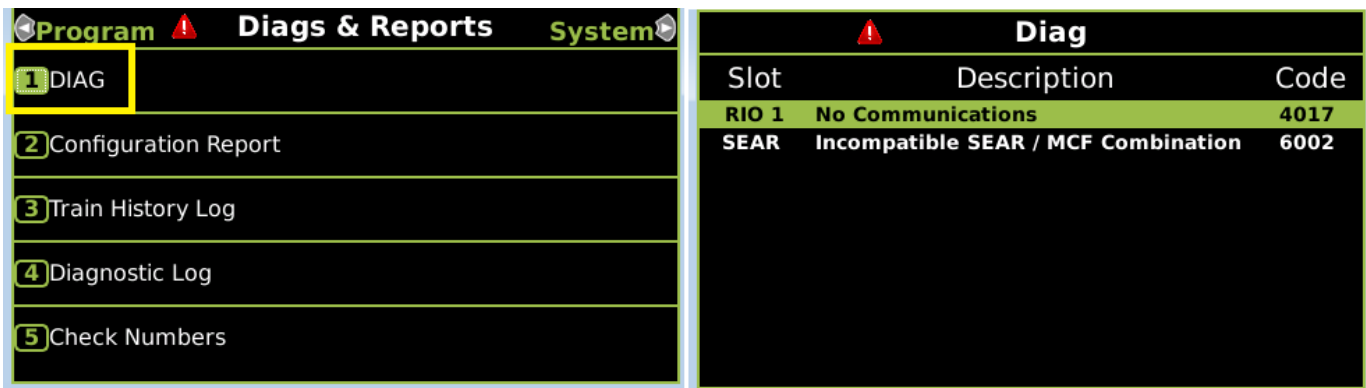 Program Diags & Reports System
1 DIAG
2 Configuration Report
3 Train History Log
4 Diagnostic Log
5 Check Numbers
Diag
Slot Description Code
RIO 1 No Communications 4017
SEAR Incompatible SEAR / MCF Combination 6002